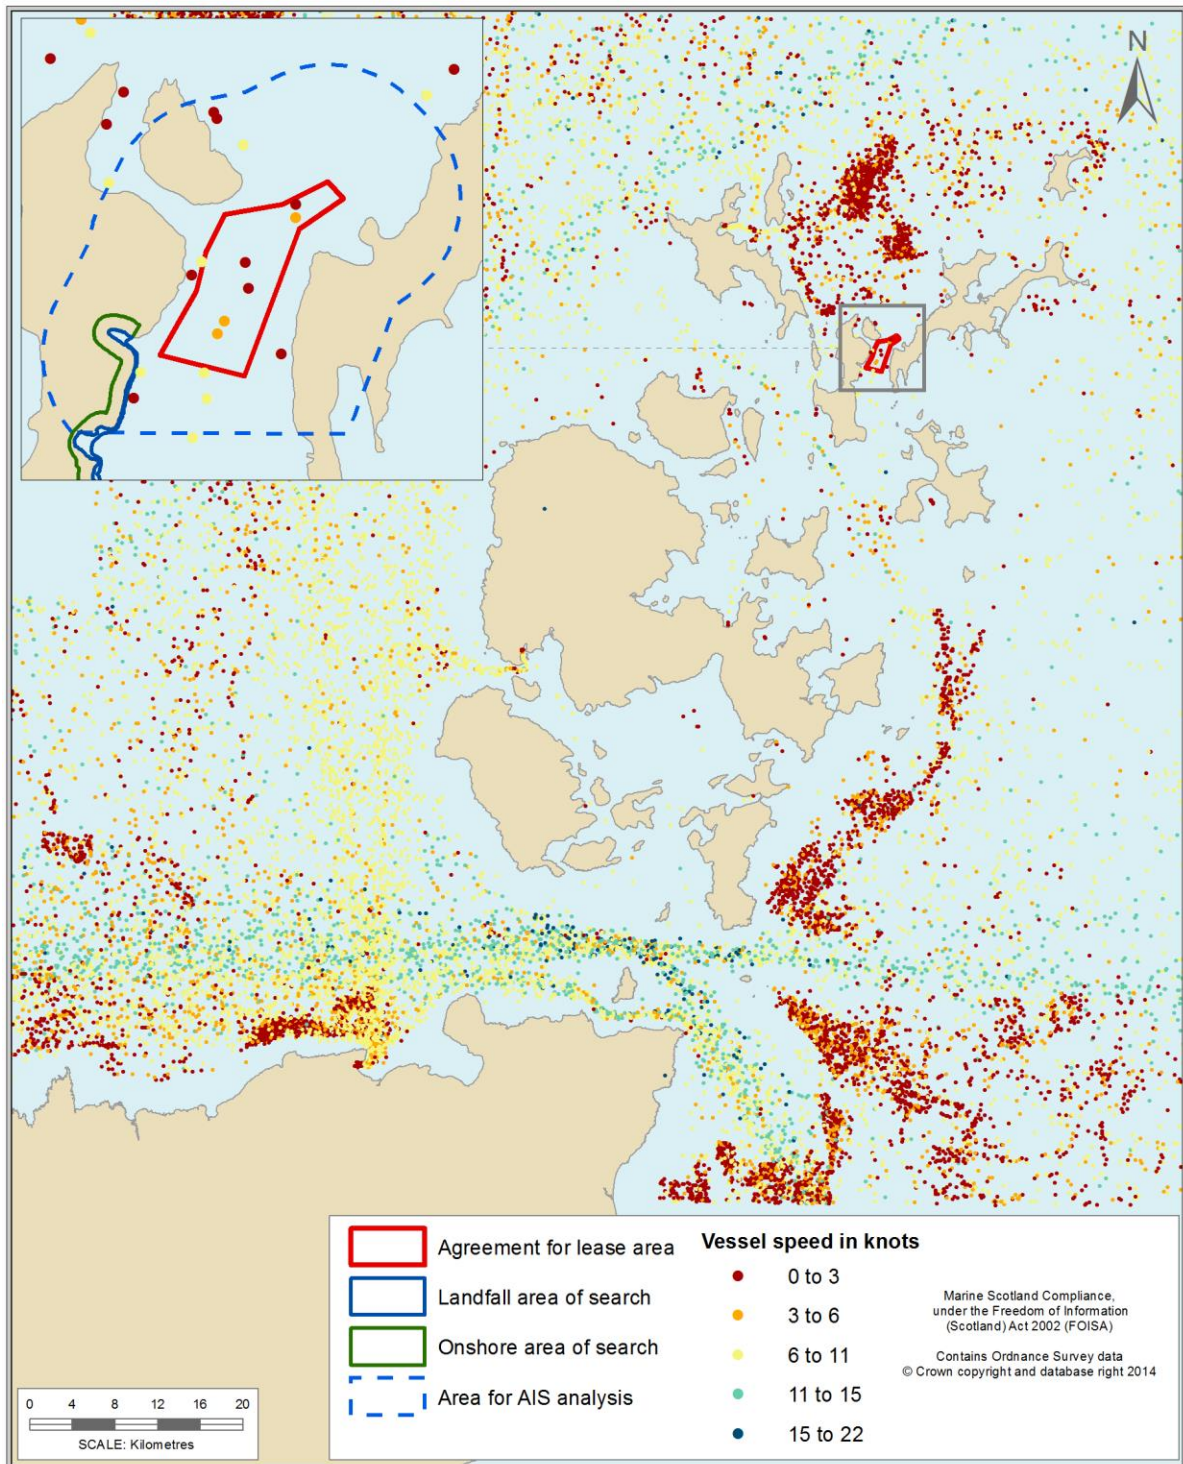 N
Agreement for lease area
Landfall area of search
Onshore area of search
Area for AIS analysis
Vessel speed in knots
0 to 3
3 to 6
6 to 11
11 to 15
15 to 22
Marine Scotland Compliance,
under the Freedom of Information
(Scotland) Act 2002 (FOISA)
Contains Ordnance Survey data
© Crown copyright and database right 2014
0 4 8 12 16 20
SCALE: Kilometres